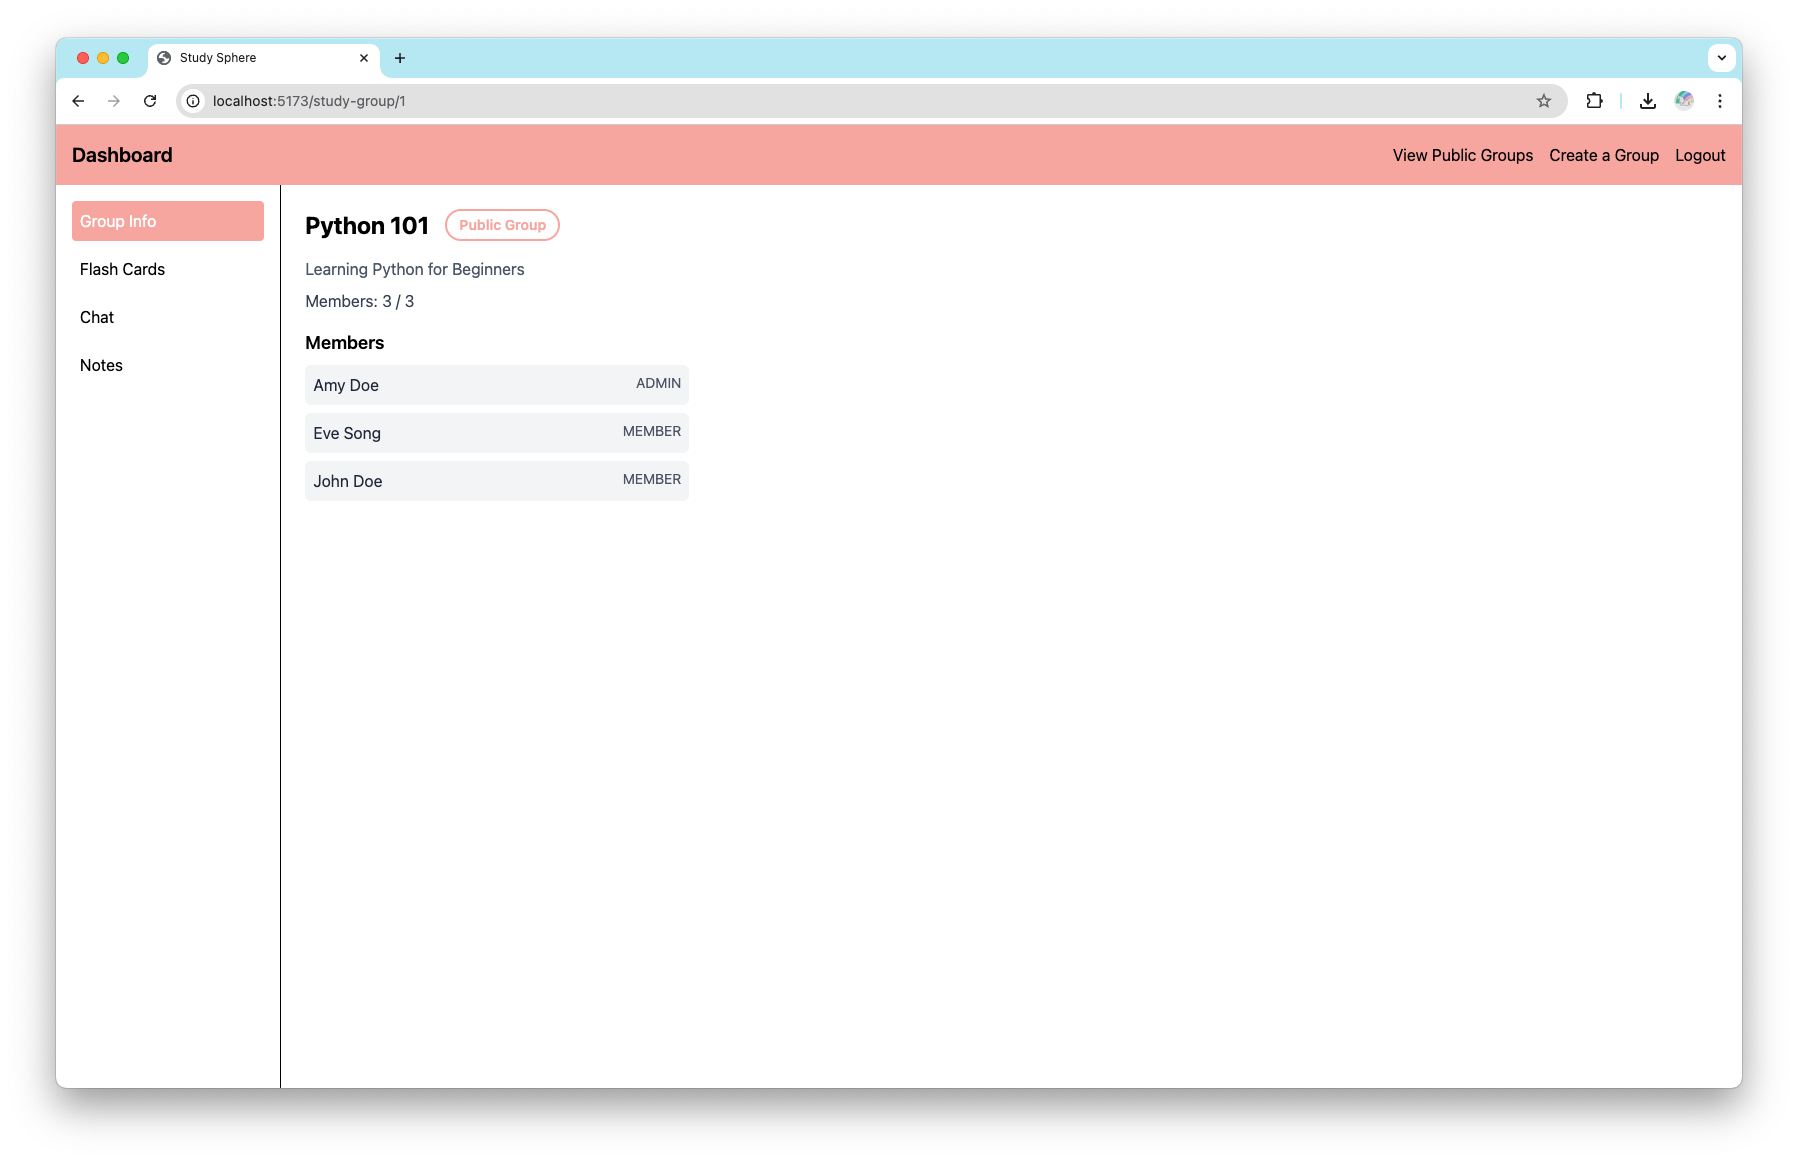 Study Sphere
localhost:5173/study-group/1
Dashboard
View Public Groups Create a Group Logout
Group Info
Flash Cards
Chat
Notes
Python 101 Public Group
Learning Python for Beginners
Members: 3 / 3
Members
Amy Doe ADMIN
Eve Song MEMBER
John Doe MEMBER